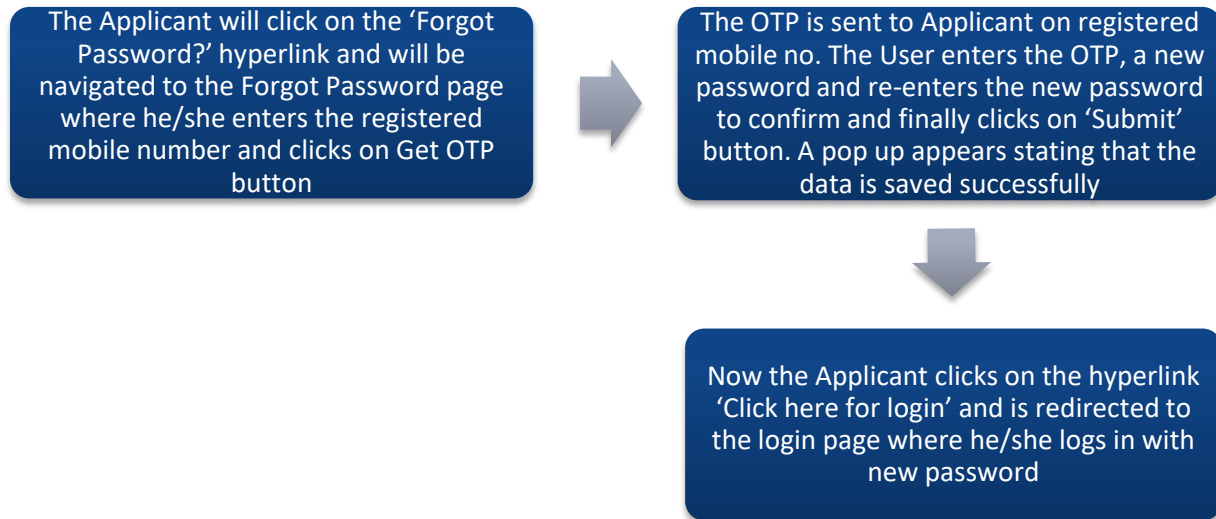 The Applicant will click on the ‘Forgot
Password?’ hyperlink and will be
navigated to the Forgot Password page
where he/she enters the registered
mobile number and clicks on Get OTP
button
The OTP is sent to Applicant on registered
mobile no. The User enters the OTP, a new
password and re-enters the new password
to confirm and finally clicks on ‘Submit’
button. A pop up appears stating that the
data is saved successfully
Now the Applicant clicks on the hyperlink
‘Click here for login’ and is redirected to
the login page where he/she logs in with
new password